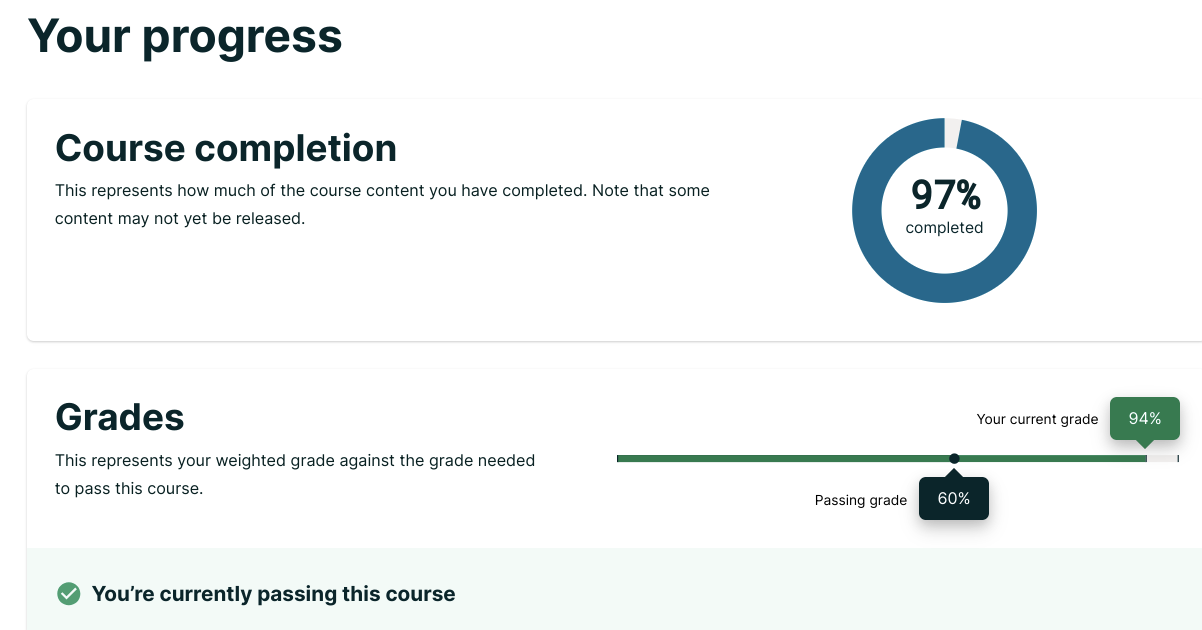 Your progress
Course completion
This represents how much of the course content you have completed. Note that some
content may not yet be released.
97%
completed
Grades
This represents your weighted grade against the grade needed
to pass this course.
Your current grade
94%
Passing grade
60%
You’re currently passing this course